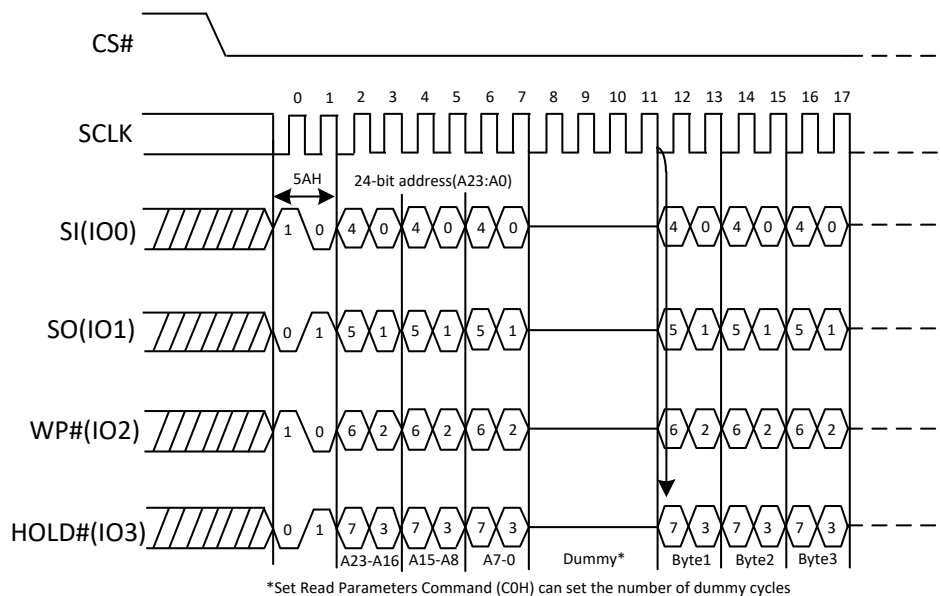 CS#
0 1 2 3 4 5 6 7 8 9 10 11 12 13 14 15 16 17
SCLK
5AH 24-bit address(A23:A0)
SI(IO0) 1 0 4 0 4 0 4 0 4 0 4 0 4 0
SO(IO1) 0 1 5 1 5 1 5 1 5 1 5 1 5 1
WP#(IO2) 1 0 6 2 6 2 6 2 6 2 6 2 6 2
HOLD#(IO3) 0 1 7 3 7 3 7 3 7 3 7 3 7 3
A23-A16 A15-A8 A7-0 Dummy* Byte1 Byte2 Byte3
*Set Read Parameters Command (C0H) can set the number of dummy cycles